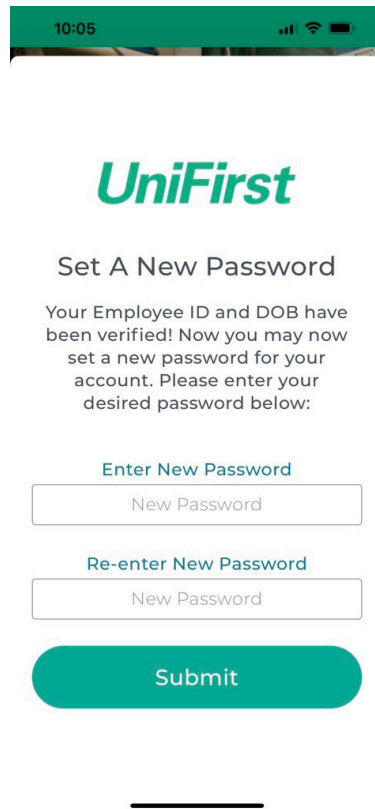 10:05
UniFirst
Set A New Password
Your Employee ID and DOB have
been verified! Now you may now
set a new password for your
account. Please enter your
desired password below:
Enter New Password
New Password
Re-enter New Password
New Password
Submit